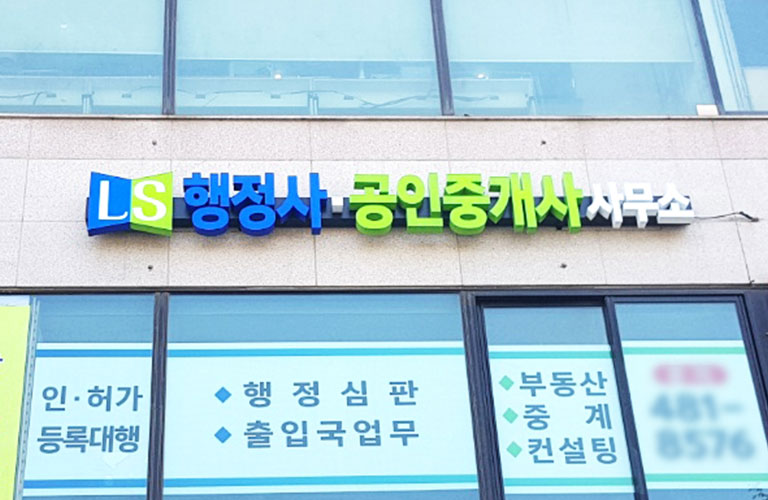 LS 행정사·공인중개사 사무소
인·허가
등록대행
◆ 행정심판
◆ 출입국업무
◆ 부동산
◆ 중계
◆ 컨설팅
481-
8576